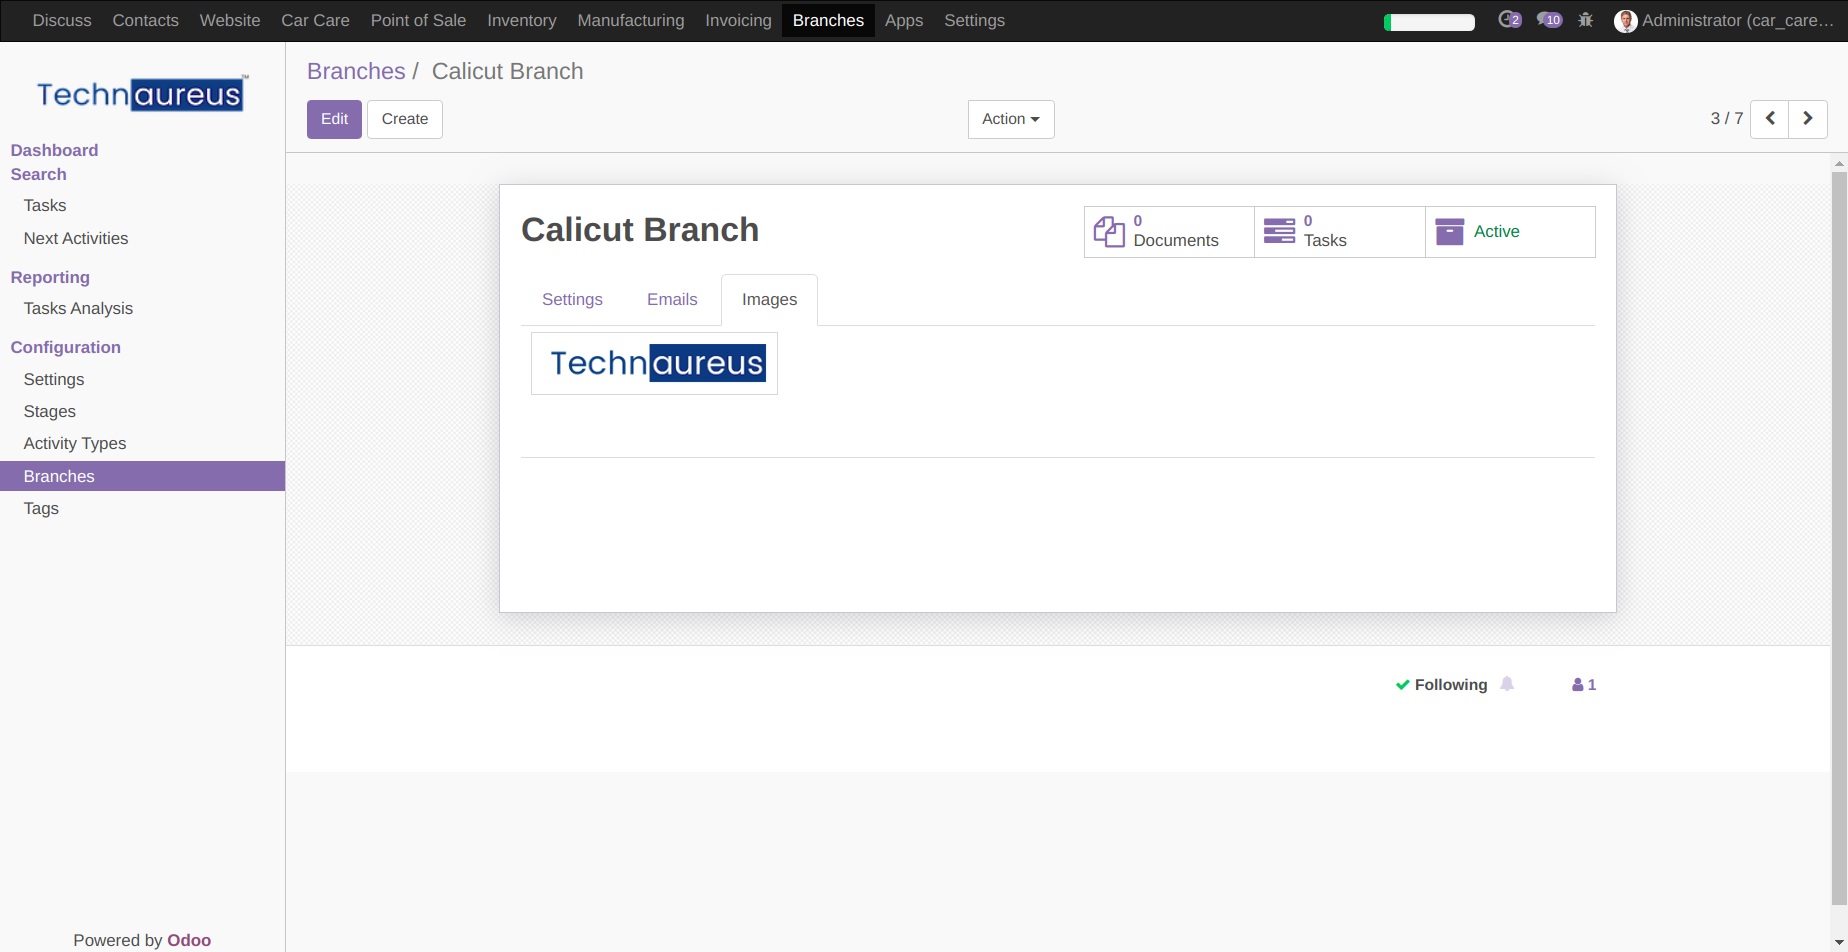 Discuss Contacts Website Car Care Point of Sale Inventory Manufacturing Invoicing Branches Apps Settings 2 10 Administrator (car_care…
Technaureus™
Dashboard
Search
Tasks
Next Activities
Reporting
Tasks Analysis
Configuration
Settings
Stages
Activity Types
Branches
Tags
Powered by Odoo
Branches / Calicut Branch
Edit Create Action 3 / 7
Calicut Branch
0 Documents
0 Tasks
Active
Settings Emails Images
Technaureus
Following 1